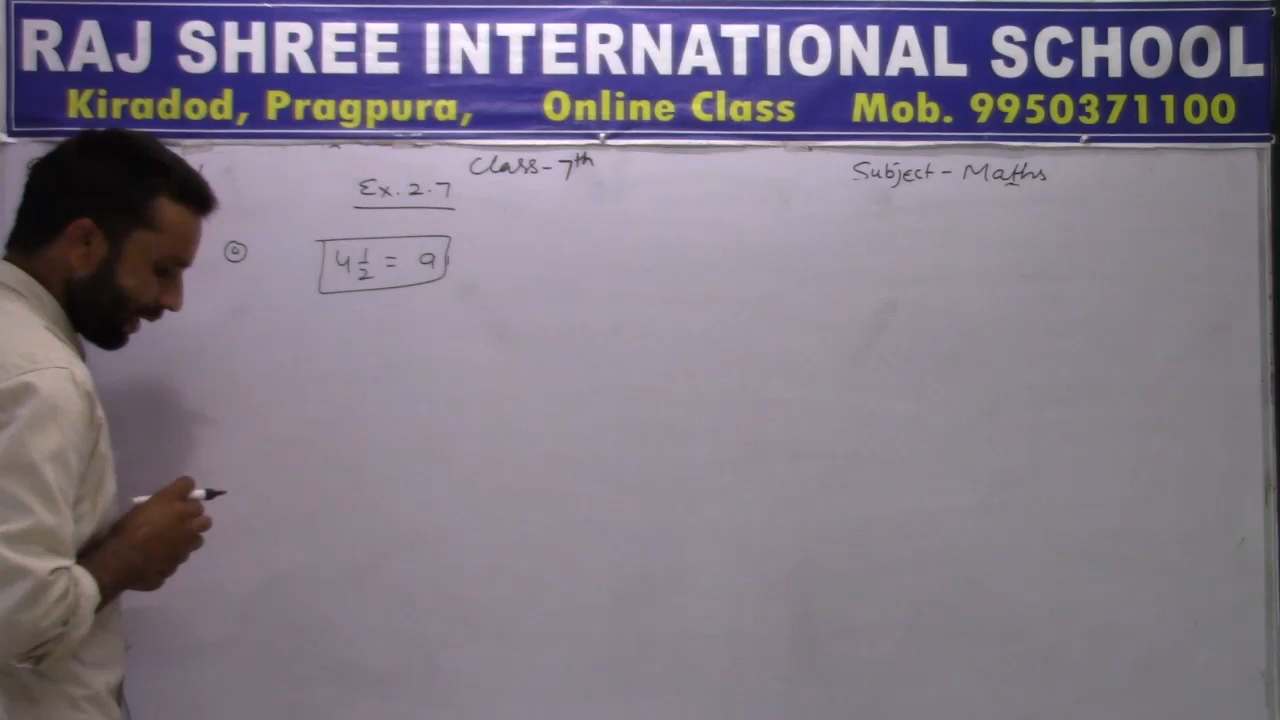 RAJ SHREE INTERNATIONAL SCHOOL
Kiradod, Pragpura, Online Class Mob. 9950371100
Class-7th Subject - Maths
Ex. 2.7
4 1/2 = 9